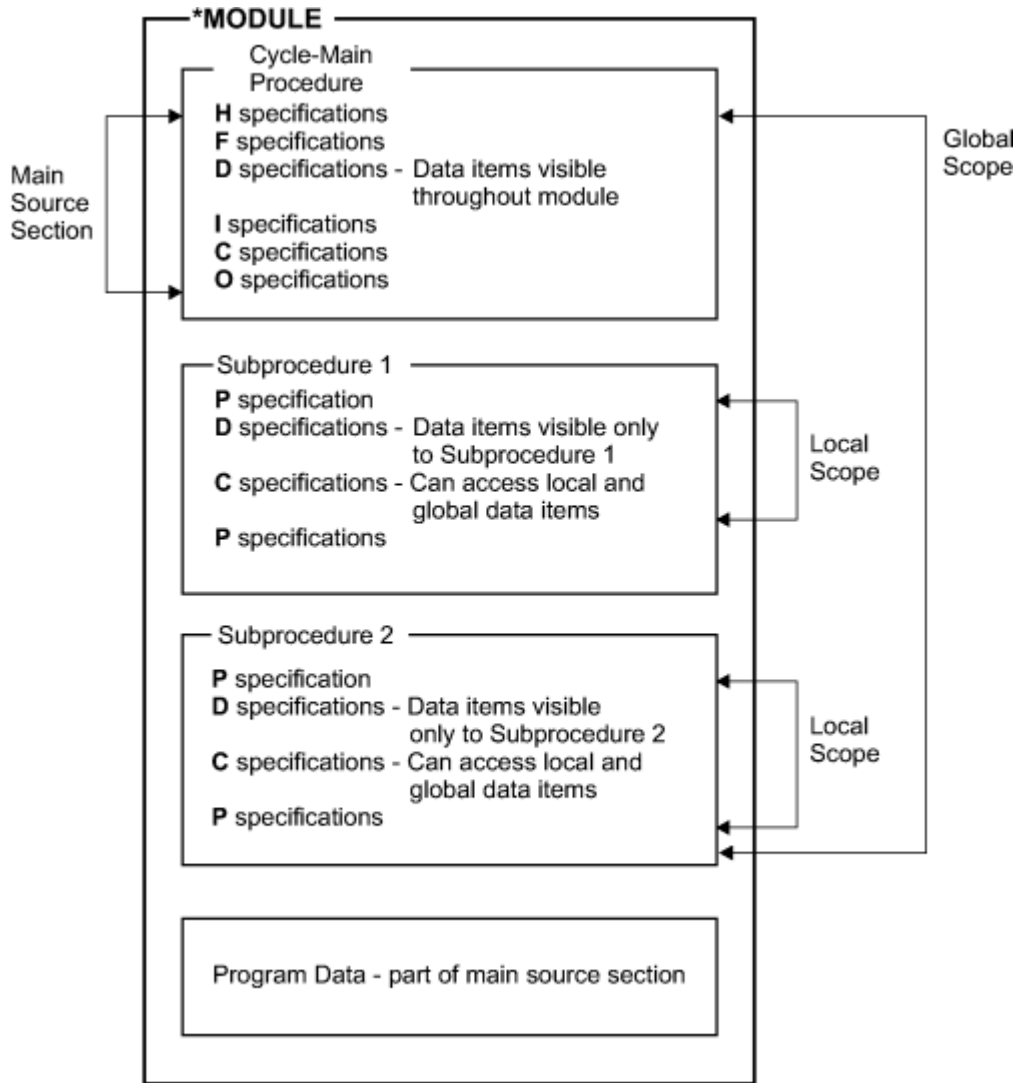 *MODULE
Cycle-Main
Procedure
H specifications
F specifications
D specifications - Data items visible
throughout module
I specifications
C specifications
O specifications
Main
Source
Section
Global
Scope
Subprocedure 1
P specification
D specifications - Data items visible only
to Subprocedure 1
C specifications - Can access local and
global data items
P specifications
Local
Scope
Subprocedure 2
P specification
D specifications - Data items visible
only to Subprocedure 2
C specifications - Can access local and
global data items
P specifications
Local
Scope
Program Data - part of main source section